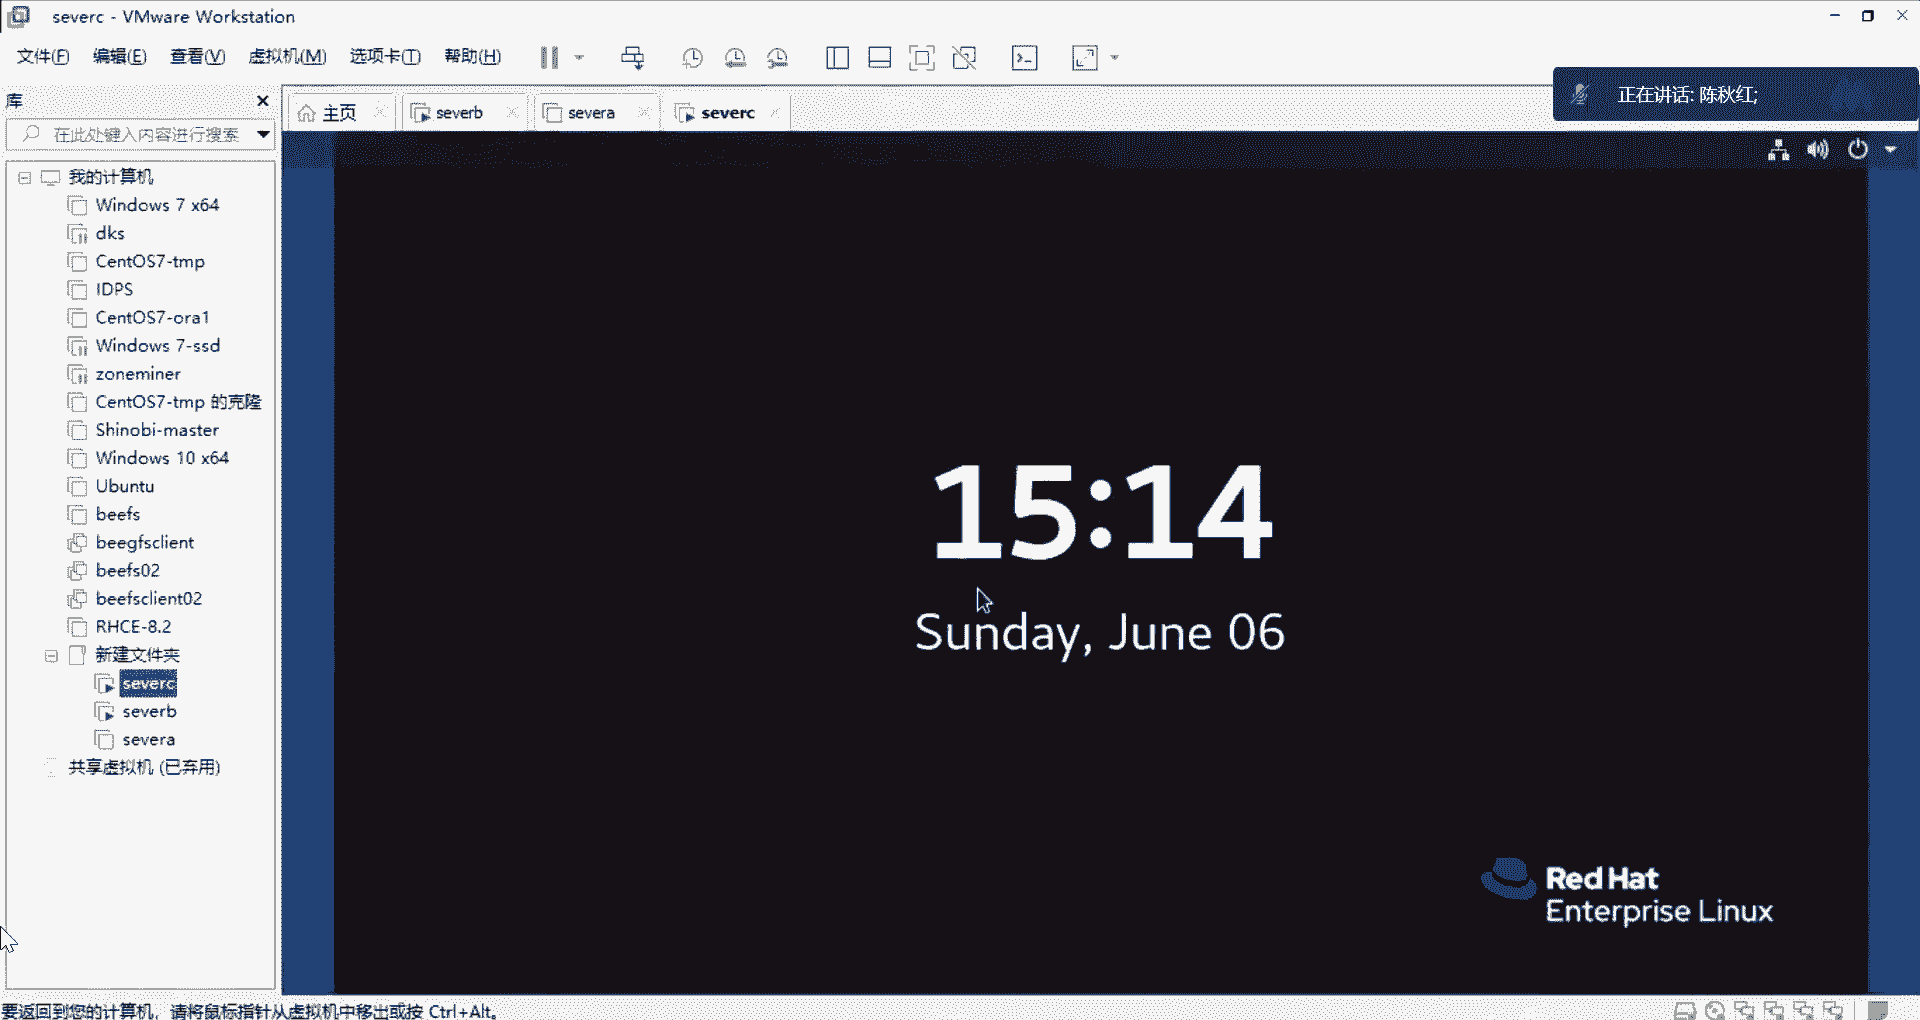 severc - VMware Workstation
文件(F) 编辑(E) 查看(V) 虚拟机(M) 选项卡(T) 帮助(H)
正在讲话: 陈秋红;
库
主页 severb severa severc
在此处键入内容进行搜索
我的计算机
Windows 7 x64
dks
CentOS7-tmp
IDPS
CentOS7-ora1
Windows 7-ssd
zoneminer
CentOS7-tmp 的克隆
Shinobi-master
Windows 10 x64
Ubuntu
beefs
beegfsclient
beefs02
beefsclient02
RHCE-8.2
新建文件夹
severc
severb
severa
共享虚拟机 (已弃用)
15:14
Sunday, June 06
Red Hat
Enterprise Linux
要返回到您的计算机，请将鼠标指针从虚拟机中移出或按 Ctrl+Alt。